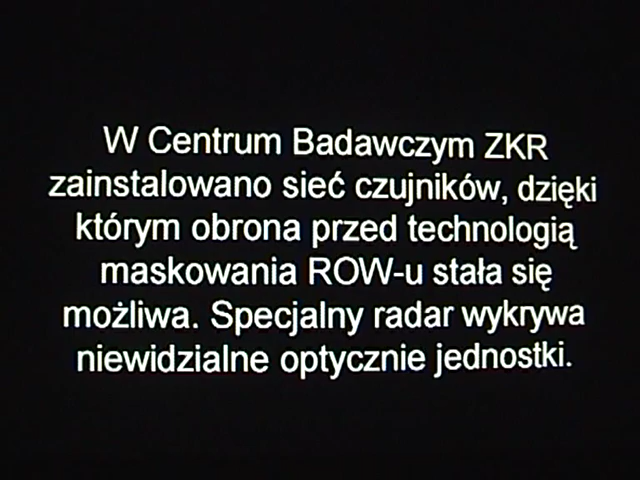 W Centrum Badawczym ZKR
zainstalowano sieć czujników, dzięki
którym obrona przed technologią
maskowania ROW-u stała się
możliwa. Specjalny radar wykrywa
niewidzialne optycznie jednostki.